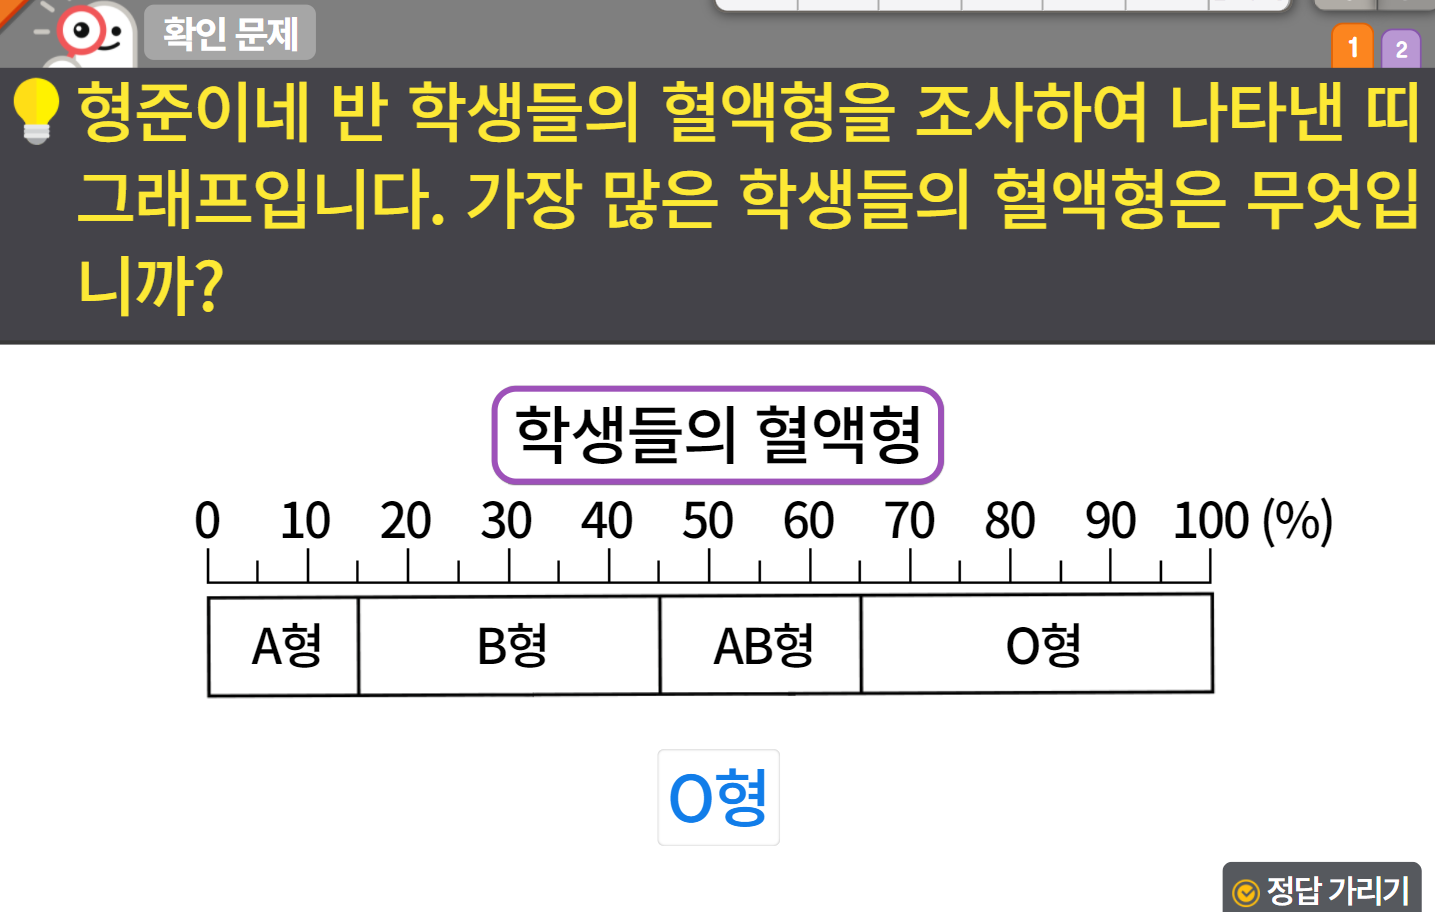 확인 문제
1 2
형준이네 반 학생들의 혈액형을 조사하여 나타낸 띠
그래프입니다. 가장 많은 학생들의 혈액형은 무엇입
니까?
학생들의 혈액형
0 10 20 30 40 50 60 70 80 90 100 (%)
A형 B형 AB형 O형
O형
정답 가리기